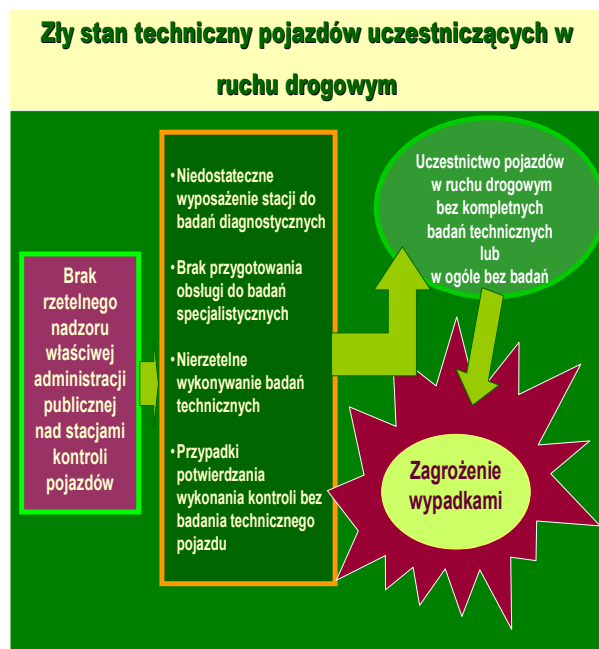 Zły stan techniczny pojazdów uczestniczących w
ruchu drogowym
Brak
rzetelnego
nadzoru
właściwej
administracji
publicznej
nad stacjami
kontroli
pojazdów
•Niedostateczne
wyposażenie stacji do
badań diagnostycznych
•Brak przygotowania
obsługi do badań
specjalistycznych
•Nierzetelne
wykonywanie badań
technicznych
•Przypadki
potwierdzania
wykonania kontroli bez
badania technicznego
pojazdu
Uczestnictwo pojazdów
w ruchu drogowym
bez kompletnych
badań technicznych
lub
w ogóle bez badań
Zagrożenie
wypadkami